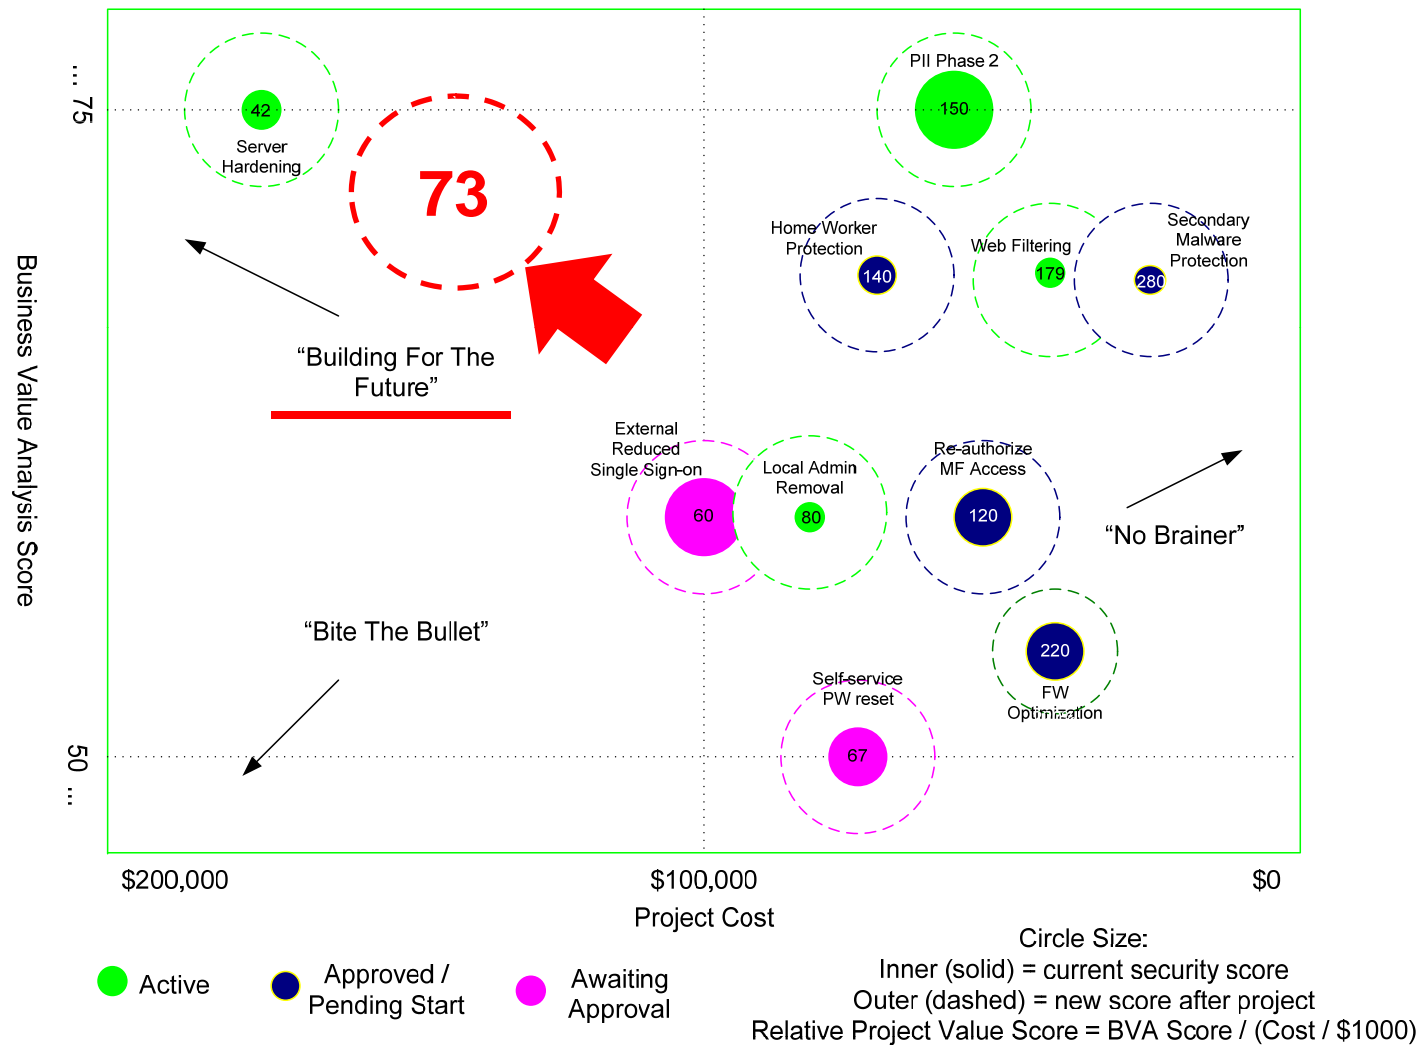 ... 75
PII Phase 2
150
42
Server
Hardening
73
Home Worker
Protection
140
Web Filtering
179
Secondary
Malware
Protection
280
“Building For The
Future”
Business Value Analysis Score
External
Reduced
Single Sign-on
60
Local Admin
Removal
80
Re-authorize
MF Access
120
“No Brainer”
“Bite The Bullet”
220
FW
Optimization
Self-service
PW reset
67
50 ...
$200,000
$100,000
$0
Project Cost
Active
Approved /
Pending Start
Awaiting
Approval
Circle Size:
Inner (solid) = current security score
Outer (dashed) = new score after project
Relative Project Value Score = BVA Score / (Cost / $1000)